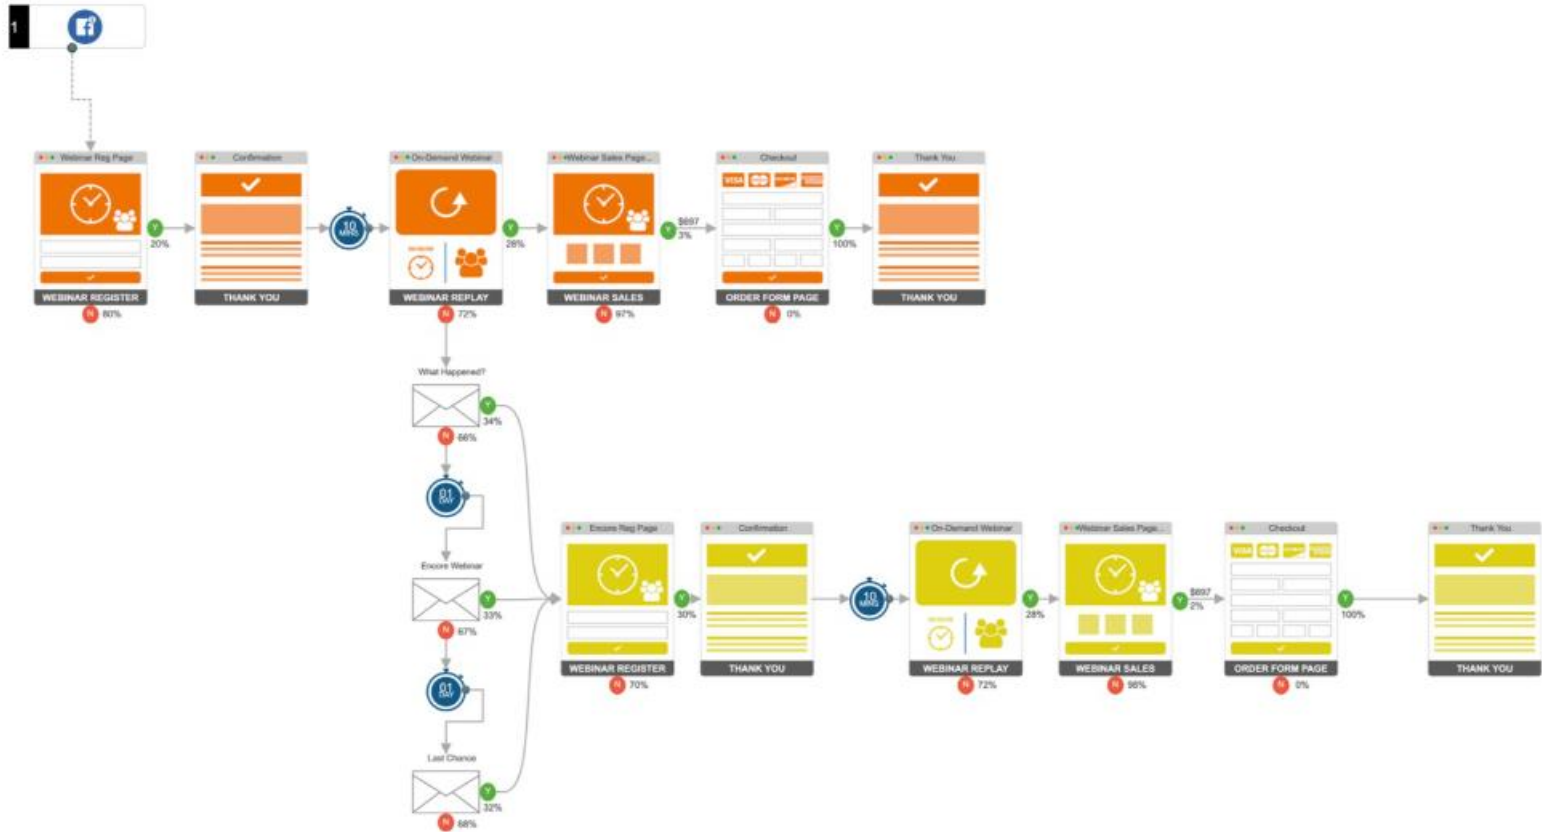 1
Webinar Reg Page
Confirmation
On-Demand Webinar
Webinar Sales Page...
Checkout
Thank You
VISA
10
MINS
Y
20%
Y
28%
Y
$697
3%
Y
100%
WEBINAR REGISTER
THANK YOU
WEBINAR REPLAY
WEBINAR SALES
ORDER FORM PAGE
THANK YOU
N 80%
N 72%
N 97%
N 0%
What Happened?
Y
34%
N 66%
01
DAY
Encore Webinar
Y
33%
N 67%
01
DAY
Last Chance
Y
32%
N 68%
Encore Reg Page
Confirmation
On-Demand Webinar
Webinar Sales Page...
Checkout
Thank You
VISA
10
MINS
Y
30%
Y
28%
Y
$697
2%
Y
100%
WEBINAR REGISTER
THANK YOU
WEBINAR REPLAY
WEBINAR SALES
ORDER FORM PAGE
THANK YOU
N 70%
N 72%
N 98%
N 0%